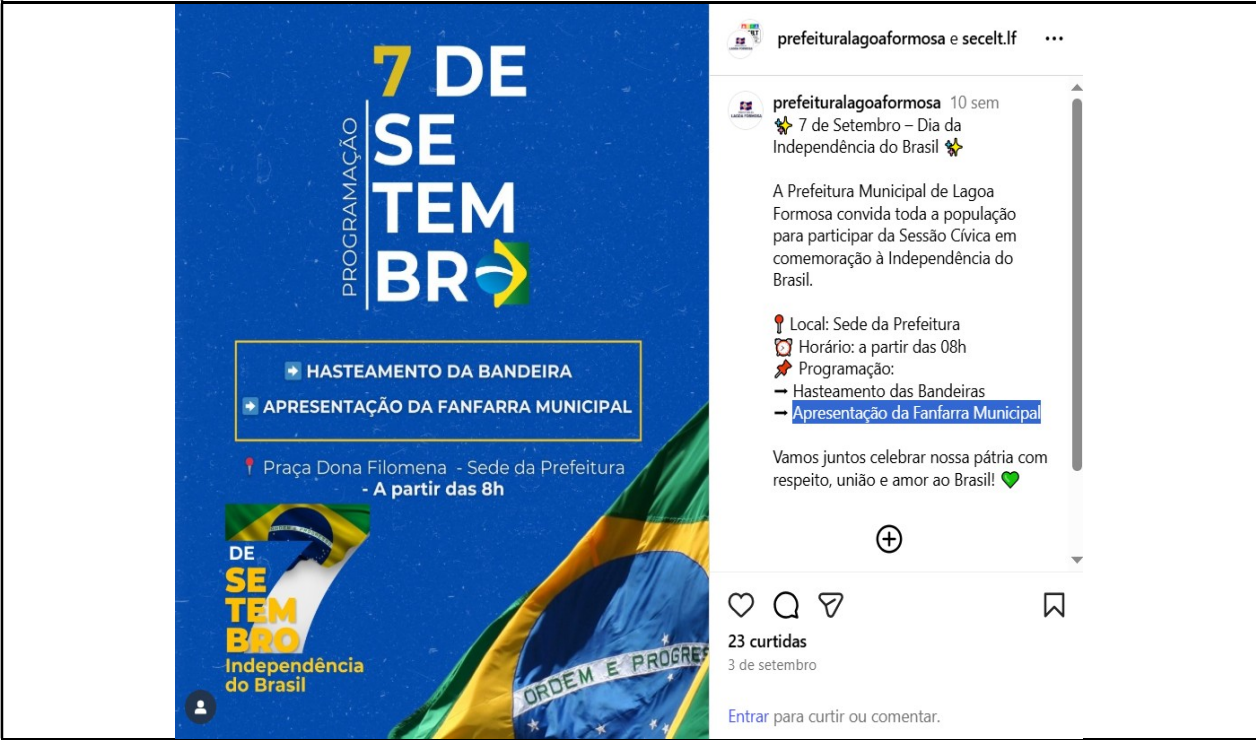 PROGRAMAÇÃO
7 DE
SE
TEM
BRO
➡ HASTEAMENTO DA BANDEIRA
➡ APRESENTAÇÃO DA FANFARRA MUNICIPAL
📍 Praça Dona Filomena - Sede da Prefeitura
- A partir das 8h
7
DE
SE
TEM
BRO
Independência
do Brasil
ORDEM E PROGRES
prefeituralagoaformosa e secelt.lf
prefeituralagoaformosa 10 sem
✨ 7 de Setembro – Dia da
Independência do Brasil ✨
A Prefeitura Municipal de Lagoa
Formosa convida toda a população
para participar da Sessão Cívica em
comemoração à Independência do
Brasil.
📍 Local: Sede da Prefeitura
⏰ Horário: a partir das 08h
📌 Programação:
➞ Hasteamento das Bandeiras
➞ Apresentação da Fanfarra Municipal
Vamos juntos celebrar nossa pátria com
respeito, união e amor ao Brasil! 💚
23 curtidas
3 de setembro
Entrar para curtir ou comentar.